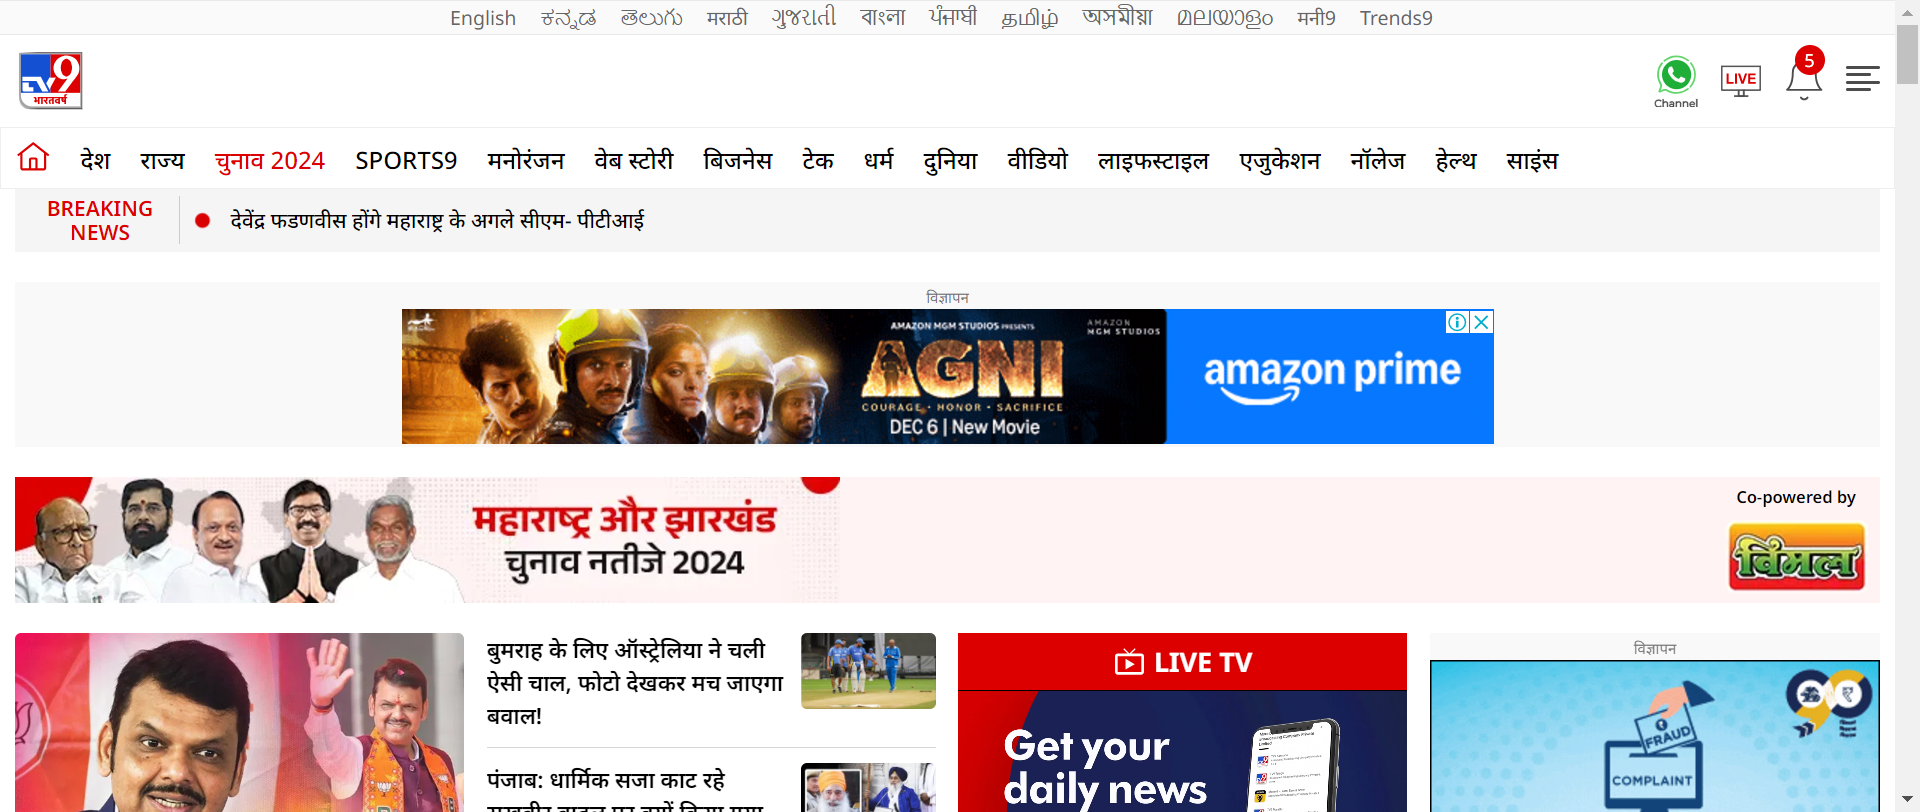 English ಕನ್ನಡ తెలుగు मराठी ગુજરાતી বাংলা ਪੰਜਾਬੀ தமிழ் অসমীয়া മലയാളം मनी9 Trends9
TV9
भारतवर्ष
Channel
LIVE
5
देश राज्य चुनाव 2024 SPORTS9 मनोरंजन वेब स्टोरी बिजनेस टेक धर्म दुनिया वीडियो लाइफस्टाइल एजुकेशन नॉलेज हेल्थ साइंस
BREAKING
NEWS
देवेंद्र फडणवीस होंगे महाराष्ट्र के अगले सीएम- पीटीआई
विज्ञापन
AMAZON MGM STUDIOS PRESENTS
AMAZON
MGM STUDIOS
AGNI
COURAGE · HONOR · SACRIFICE
DEC 6 | New Movie
amazon prime
महाराष्ट्र और झारखंड
चुनाव नतीजे 2024
Co-powered by
विमल
बुमराह के लिए ऑस्ट्रेलिया ने चली
ऐसी चाल, फोटो देखकर मच जाएगा
बवाल!
पंजाब: धार्मिक सजा काट रहे
LIVE TV
Get your
daily news
विज्ञापन
FRAUD
COMPLAINT